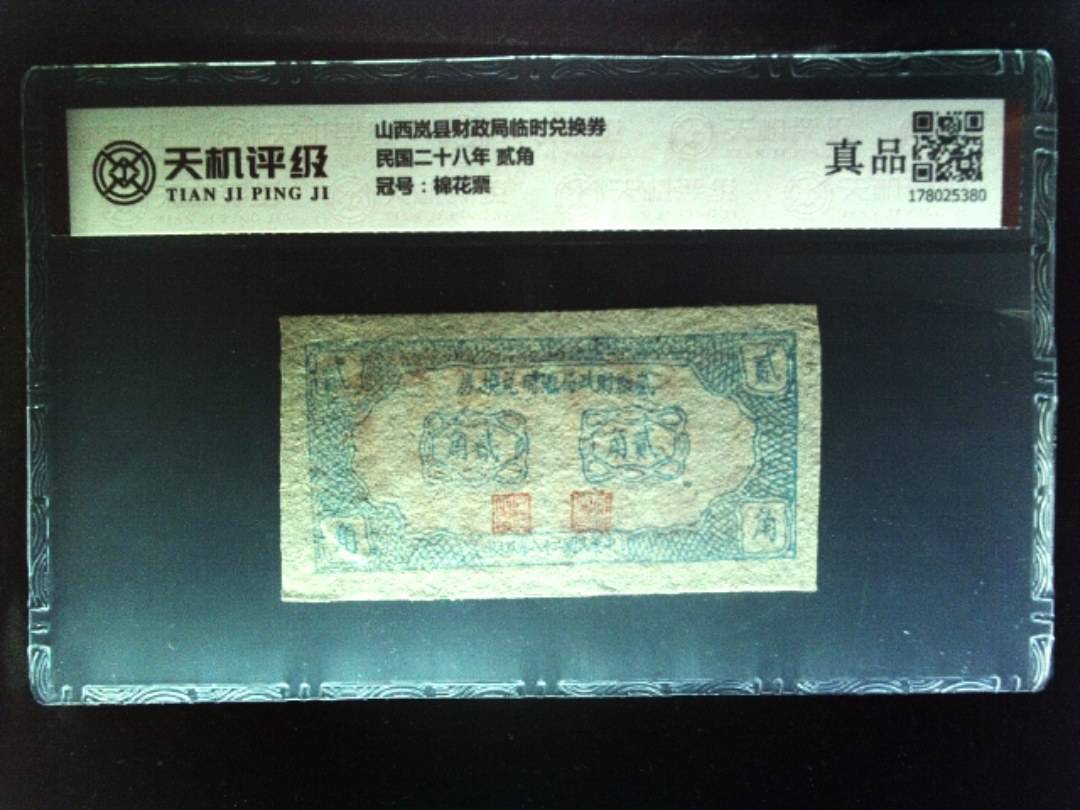 天机评级
TIAN JI PING JI
山西岚县财政局临时兑换券
民国二十八年 贰角
冠号：棉花票
真品
178025380
贰
角贰
角贰
角
角